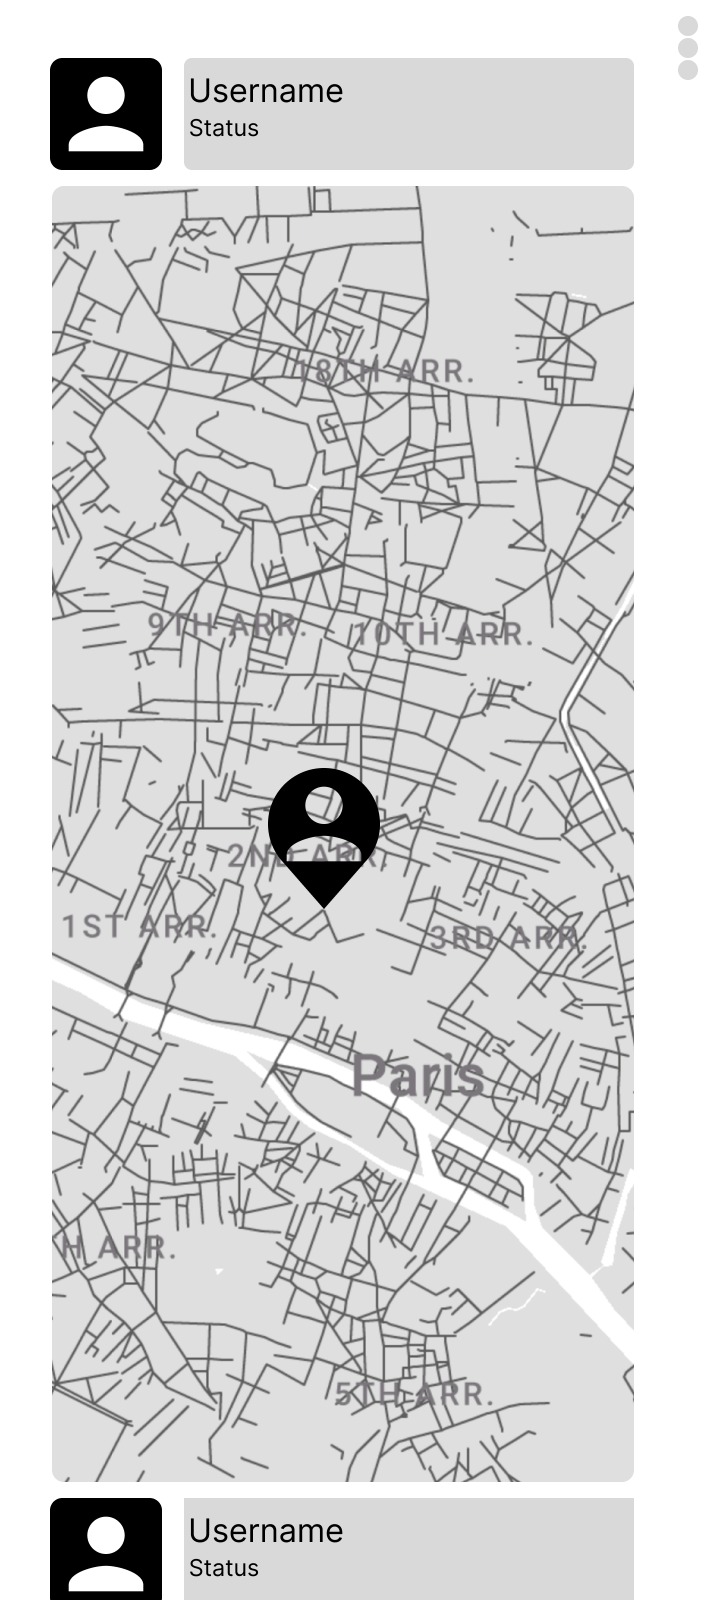 Username
Status
18TH ARR.
9TH ARR.
10TH ARR.
2ND ARR.
1ST ARR.
3RD ARR.
Paris
H ARR.
5TH ARR.
Username
Status